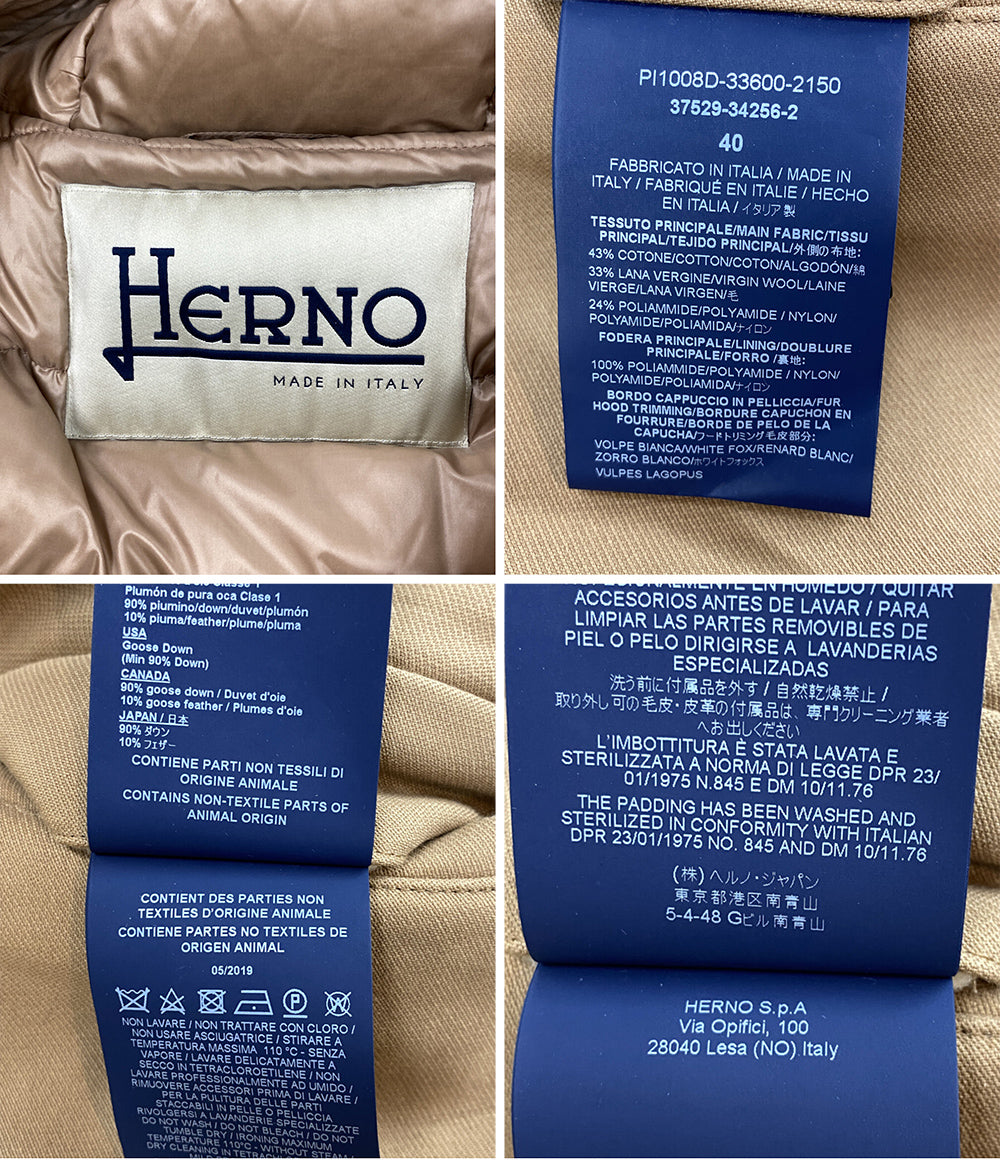 HERNO
MADE IN ITALY
PI1008D-33600-2150
37529-34256-2
40
FABBRICATO IN ITALIA / MADE IN
ITALY / FABRIQUÉ EN ITALIE / HECHO
EN ITALIA / イタリア製
TESSUTO PRINCIPALE/MAIN FABRIC/TISSU
PRINCIPAL/TEJIDO PRINCIPAL/外側の布地:
43% COTONE/COTTON/COTON/ALGODÓN/綿
33% LANA VERGINE/VIRGIN WOOL/LAINE
VIERGE/LANA VIRGEN/毛
24% POLIAMMIDE/POLYAMIDE / NYLON/
POLYAMIDE/POLIAMIDA/ナイロン
FODERA PRINCIPALE/LINING/DOUBLURE
PRINCIPALE/FORRO /裏地:
100% POLIAMMIDE/POLYAMIDE / NYLON/
POLYAMIDE/POLIAMIDA/ナイロン
BORDO CAPPUCCIO IN PELLICCIA/FUR
HOOD TRIMMING/BORDURE CAPUCHON EN
FOURRURE/BORDE DE PELO DE LA
CAPUCHA/フードトリミング毛皮部分:
VOLPE BIANCA/WHITE FOX/RENARD BLANC/
ZORRO BLANCO/ホワイトフォックス
VULPES LAGOPUS
Plumón de pura oca Clase 1
90% piumino/down/duvet/plumón
10% piuma/feather/plume/pluma
USA
Goose Down
(Min 90% Down)
CANADA
90% goose down / Duvet d'oie
10% goose feather / Plumes d'oie
JAPAN / 日本
90% ダウン
10% フェザー
CONTIENE PARTI NON TESSILI DI
ORIGINE ANIMALE
CONTAINS NON-TEXTILE PARTS OF
ANIMAL ORIGIN
CONTIENT DES PARTIES NON
TEXTILES D'ORIGINE ANIMALE
CONTIENE PARTES NO TEXTILES DE
ORIGEN ANIMAL
05/2019
NON LAVARE / NON TRATTARE CON CLORO /
NON USARE ASCIUGATRICE / STIRARE A
TEMPERATURA MASSIMA 110 °C - SENZA
VAPORE / LAVARE DELICATAMENTE A
SECCO IN TETRACLOROETILENE / NON
LAVARE PROFESSIONALMENTE AD UMIDO /
RIMUOVERE ACCESSORI PRIMA DI LAVARE /
PER LA PULITURA DELLE PARTI
STACCABILI IN PELLE O PELLICCIA
RIVOLGERSI A LAVANDERIE SPECIALIZZATE
DO NOT WASH / DO NOT BLEACH / DO NOT
TUMBLE DRY / IRONING MAXIMUM
TEMPERATURE 110°C - WITHOUT STEAM /
DRY CLEANING IN
EN HÚMEDO / QUITAR
ACCESORIOS ANTES DE LAVAR / PARA
LIMPIAR LAS PARTES REMOVIBLES DE
PIEL O PELO DIRIGIRSE A LAVANDERIAS
ESPECIALIZADAS
洗う前に付属品を外す / 自然乾燥禁止 /
取り外し可の毛皮・皮革の付属品は、専門クリーニング業者
へお出しください
L'IMBOTTITURA È STATA LAVATA E
STERILIZZATA A NORMA DI LEGGE DPR 23/
01/1975 N.845 E DM 10/11.76
THE PADDING HAS BEEN WASHED AND
STERILIZED IN CONFORMITY WITH ITALIAN
DPR 23/01/1975 NO. 845 AND DM 10/11.76
(株) ヘルノ・ジャパン
東京都港区南青山
5-4-48 Gビル南青山
HERNO S.p.A
Via Opifici, 100
28040 Lesa (NO) Italy